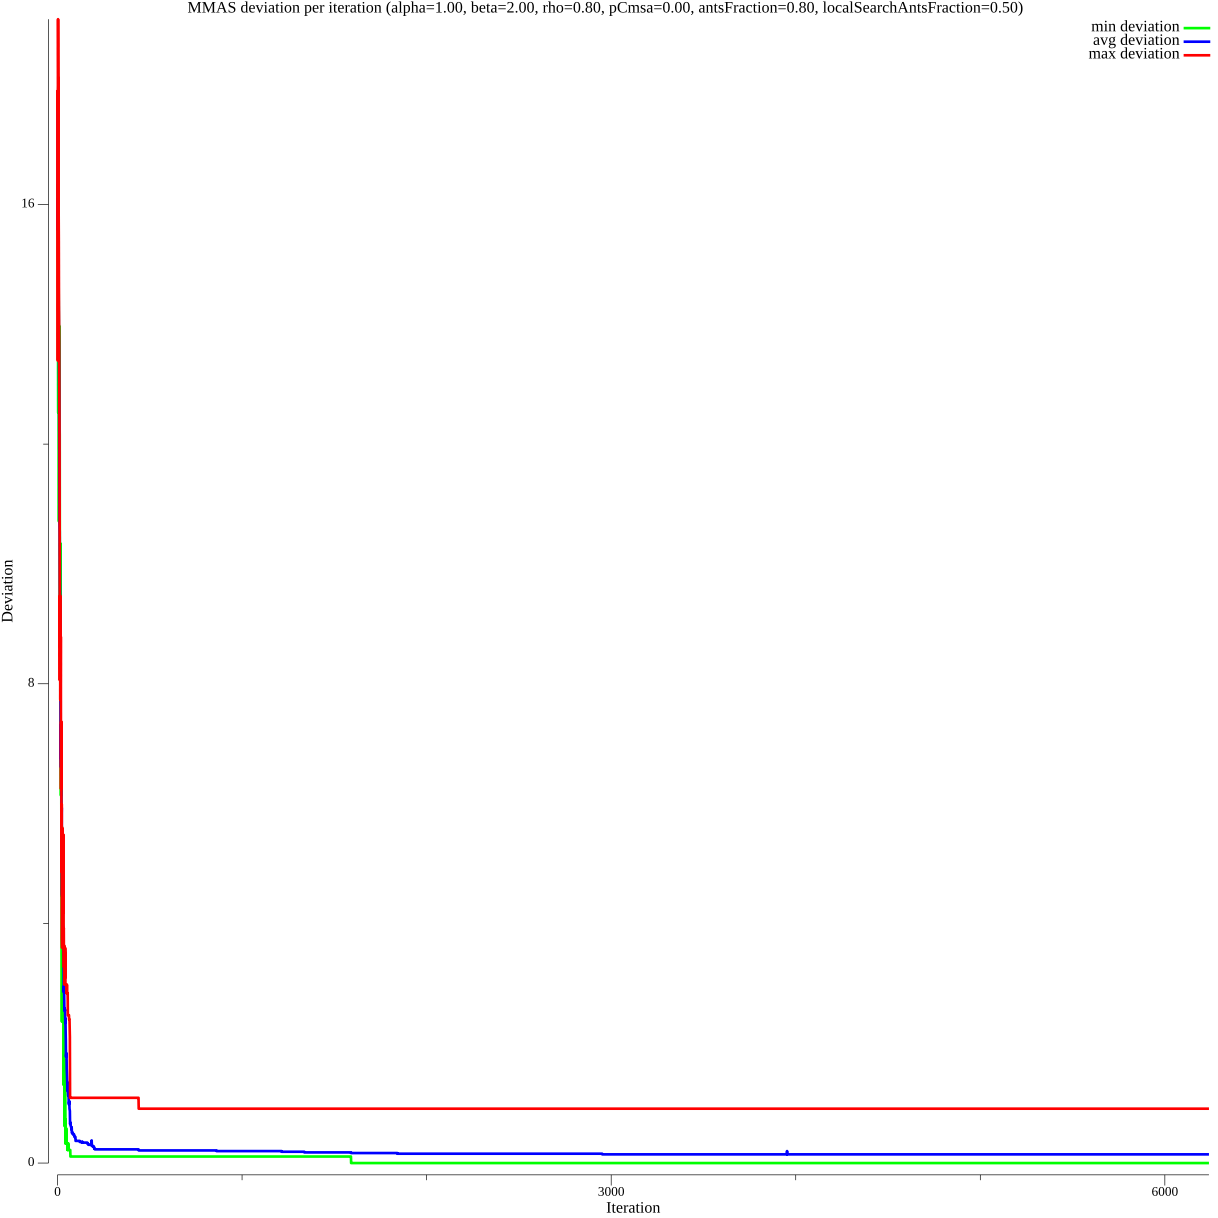 MMAS deviation per iteration (alpha=1.00, beta=2.00, rho=0.80, pCmsa=0.00, antsFraction=0.80, localSearchAntsFraction=0.50)
min deviation
avg deviation
max deviation
16
8
0
Deviation
0 3000 6000
Iteration